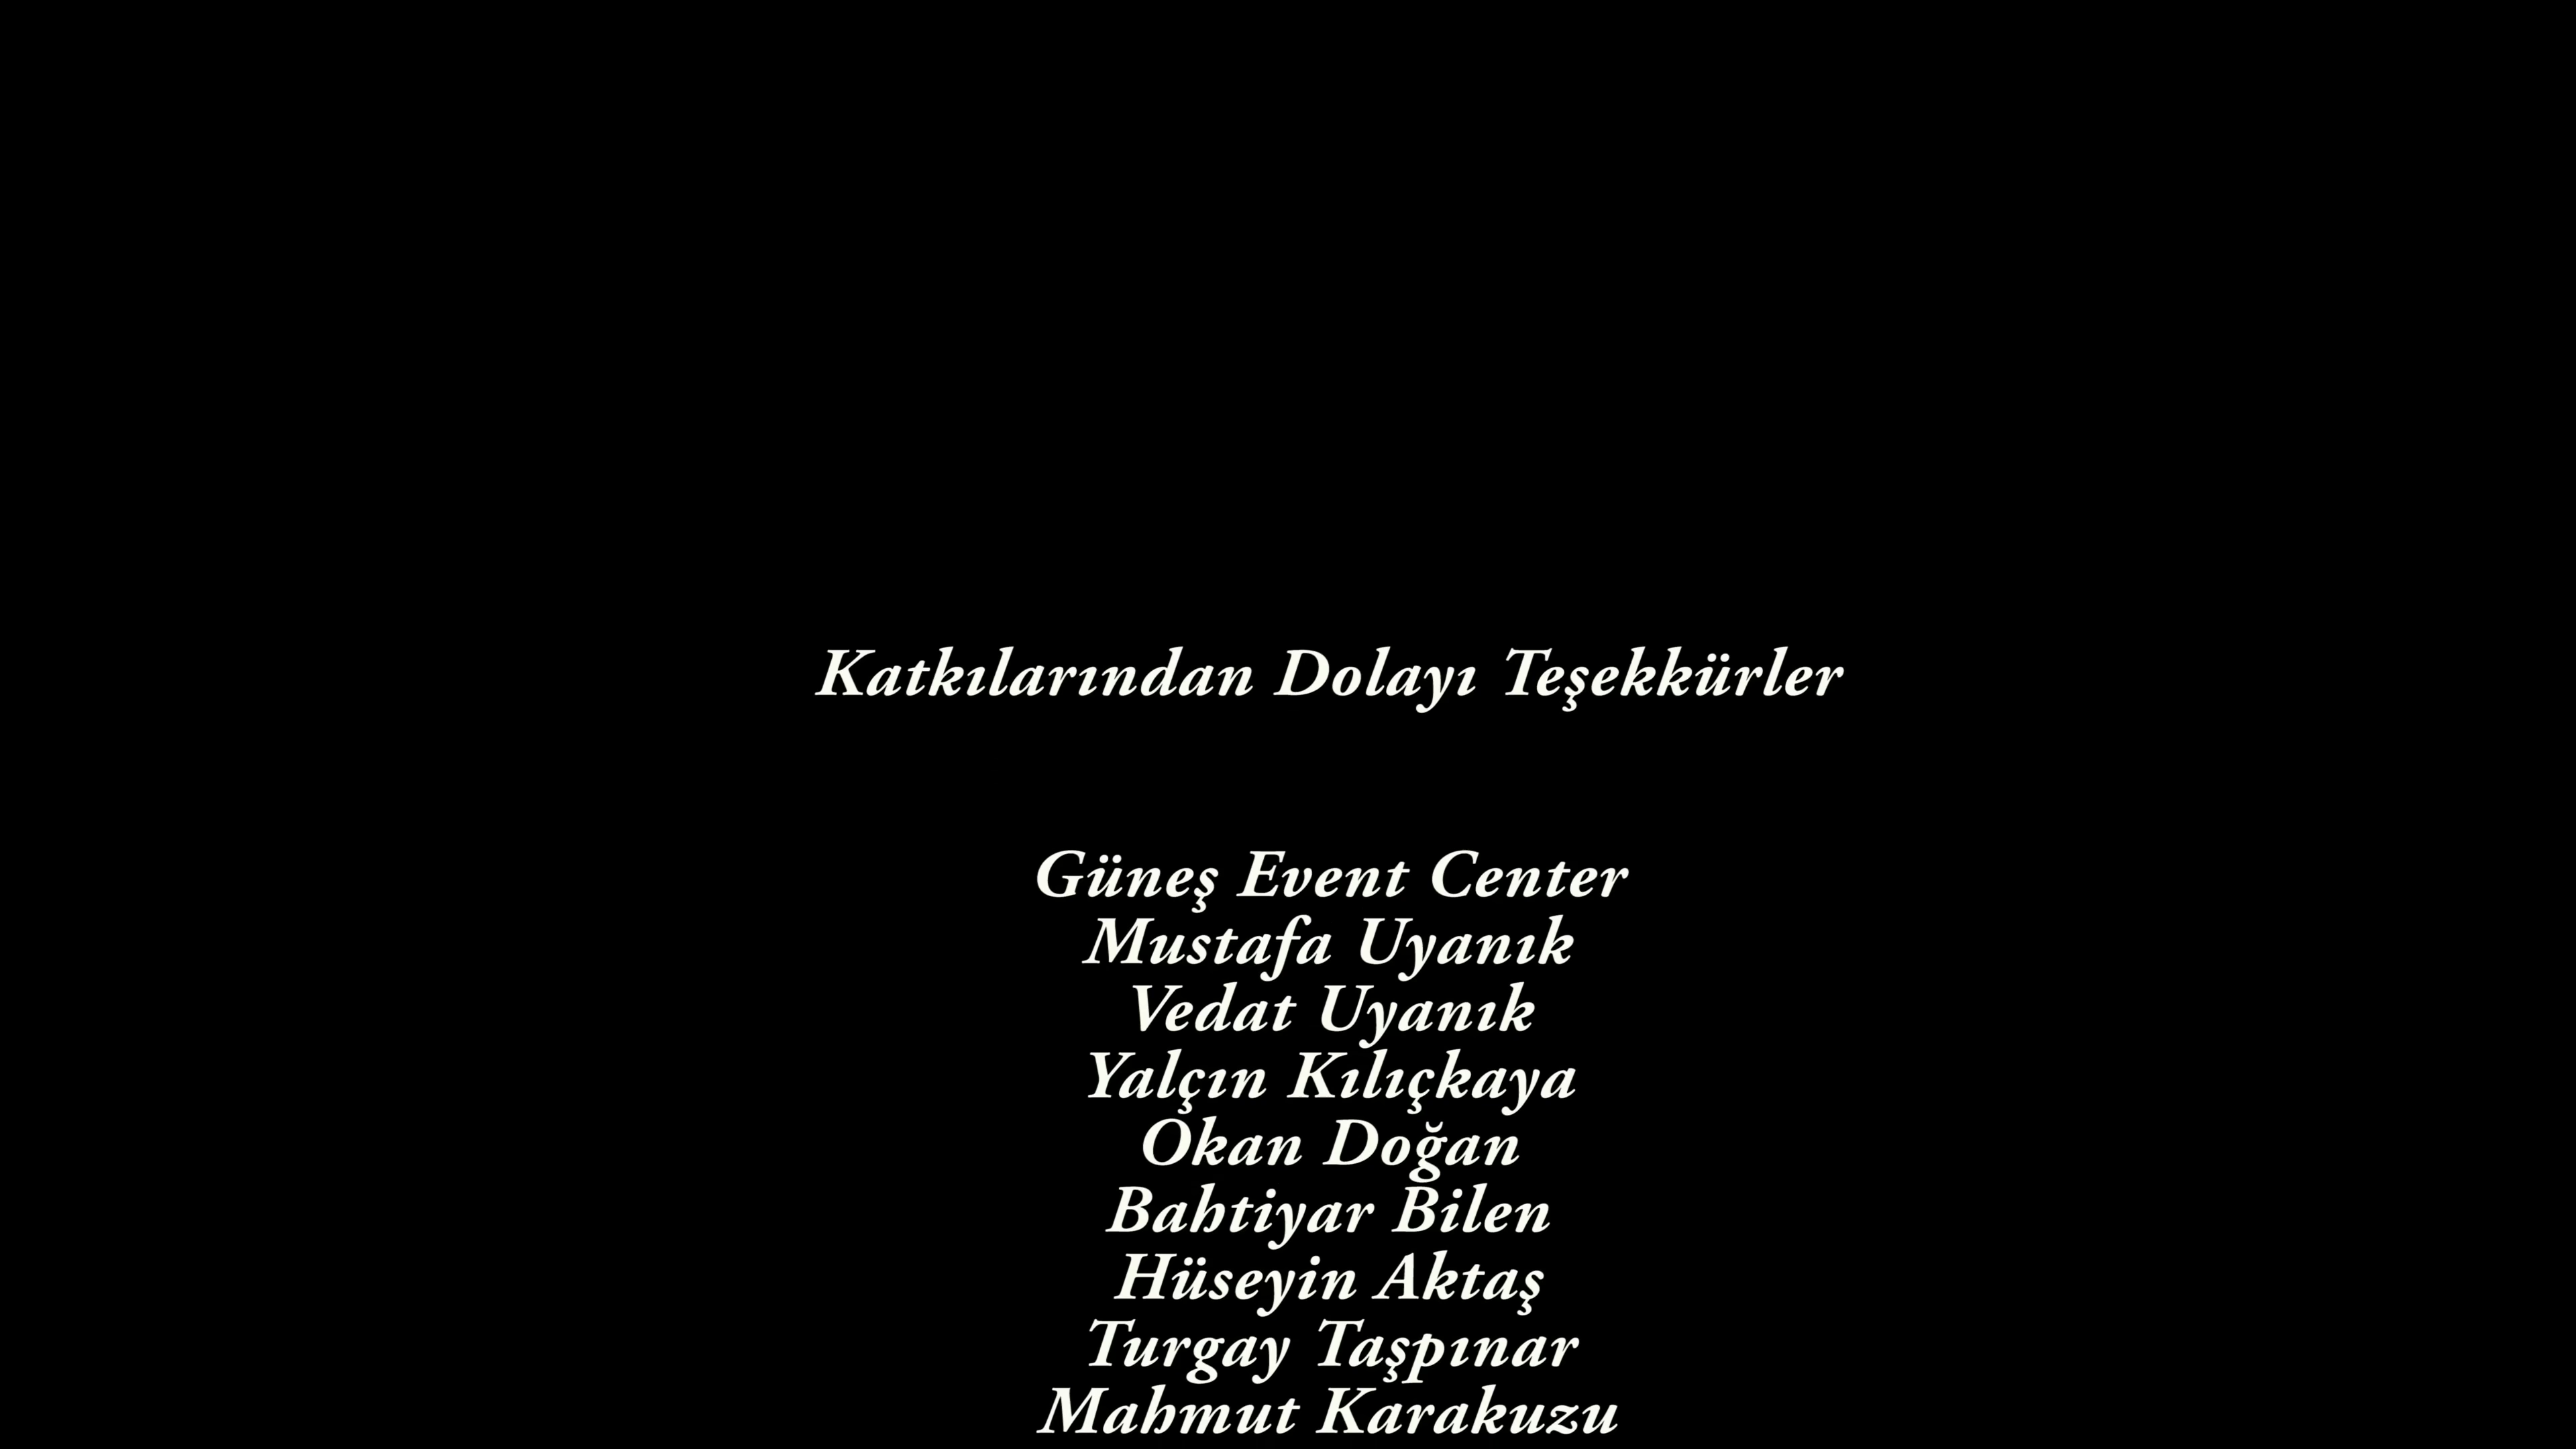 Katkılarından Dolayı Teşekkürler
Güneş Event Center
Mustafa Uyanık
Vedat Uyanık
Yalçın Kılıçkaya
Okan Doğan
Bahtiyar Bilen
Hüseyin Aktaş
Turgay Taşpınar
Mahmut Karakuzu